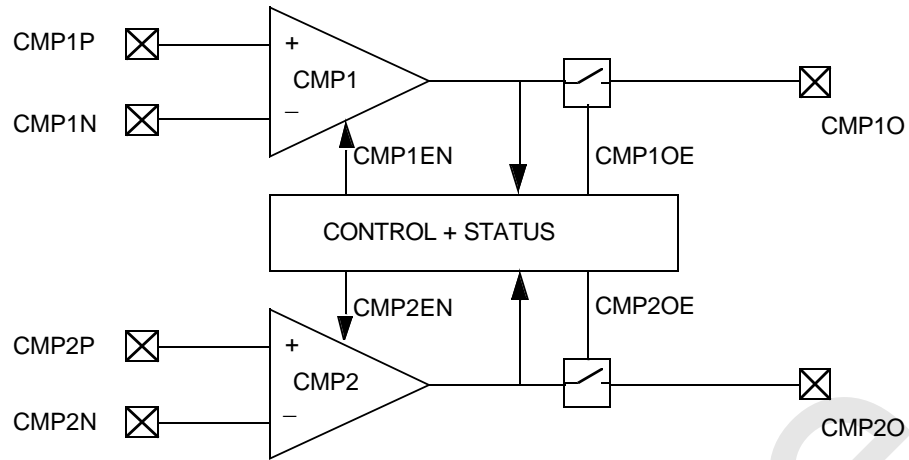 CMP1P
+
CMP1
CMP1N
–
CMP1O
CMP1EN
CMP1OE
CONTROL + STATUS
CMP2EN
CMP2OE
CMP2P
+
CMP2
CMP2N
–
CMP2O